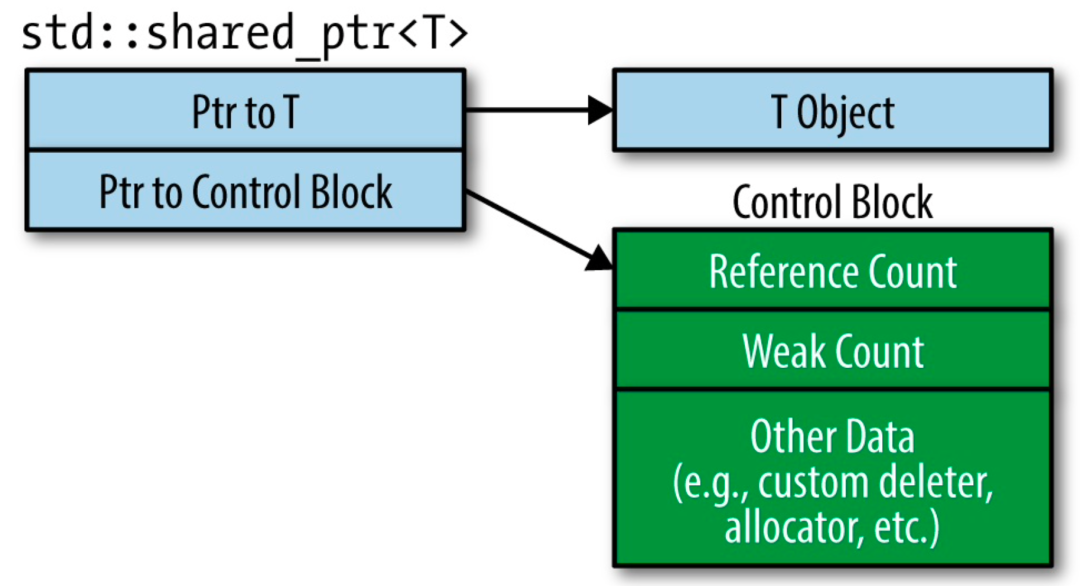 std::shared_ptr<T>
Ptr to T
T Object
Ptr to Control Block
Control Block
Reference Count
Weak Count
Other Data
(e.g., custom deleter,
allocator, etc.)